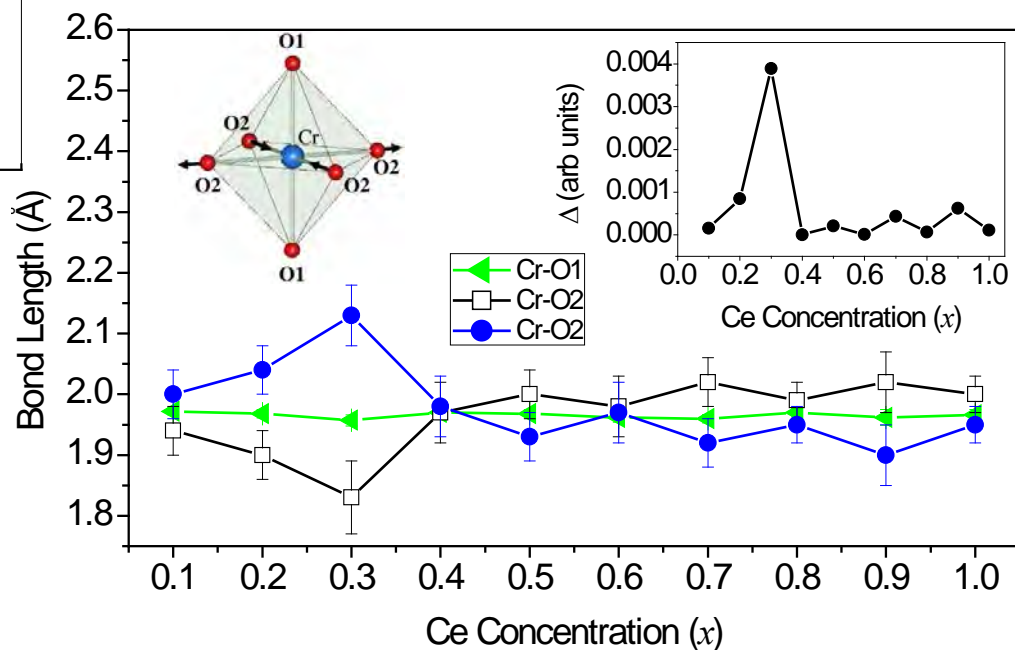 Bond Length (Å)
2.6
2.5
2.4
2.3
2.2
2.1
2.0
1.9
1.8
O1
O2
Cr
O2
O2
O2
O1
Cr-O1
Cr-O2
Cr-O2
Δ (arb units)
0.004
0.003
0.001
0.000
0.0 0.2 0.4 0.6 0.8 1.0
Ce Concentration (x)
0.1 0.2 0.3 0.4 0.5 0.6 0.7 0.8 0.9 1.0
Ce Concentration (x)